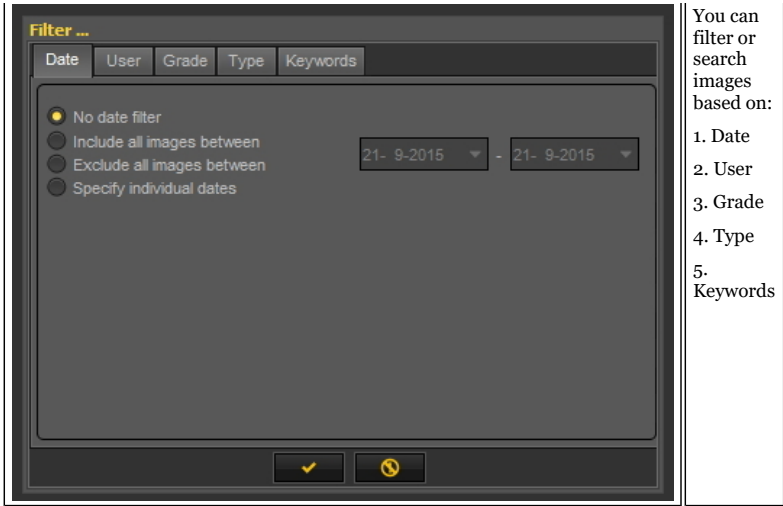 Filter ...
Date User Grade Type Keywords
No date filter
Include all images between
Exclude all images between
Specify individual dates
21- 9-2015 - 21- 9-2015
You can
filter or
search
images
based on:
1. Date
2. User
3. Grade
4. Type
5.
Keywords